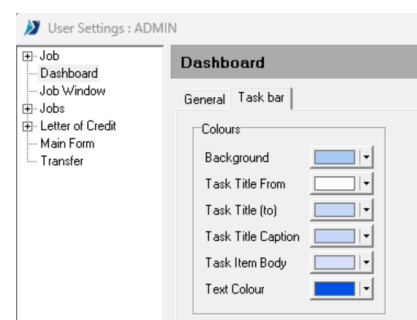 User Settings : ADMIN
Job
Dashboard
Job Window
Jobs
Letter of Credit
Main Form
Transfer
Dashboard
General Task bar
Colours
Background
Task Title From
Task Title (to)
Task Title Caption
Task Item Body
Text Colour